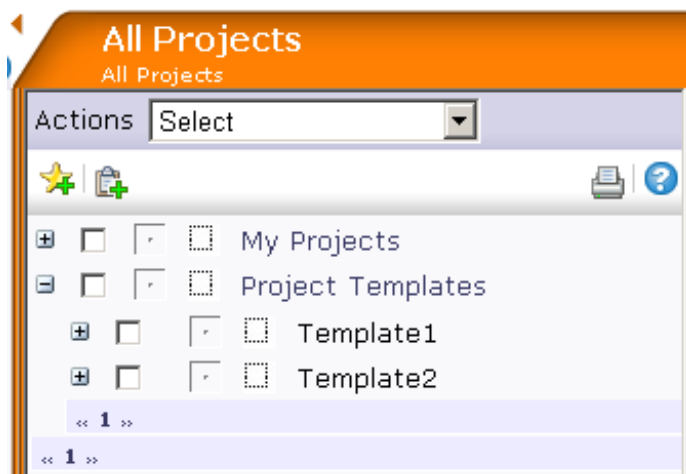 All Projects
All Projects
Actions Select
My Projects
Project Templates
Template1
Template2
« 1 »
« 1 »